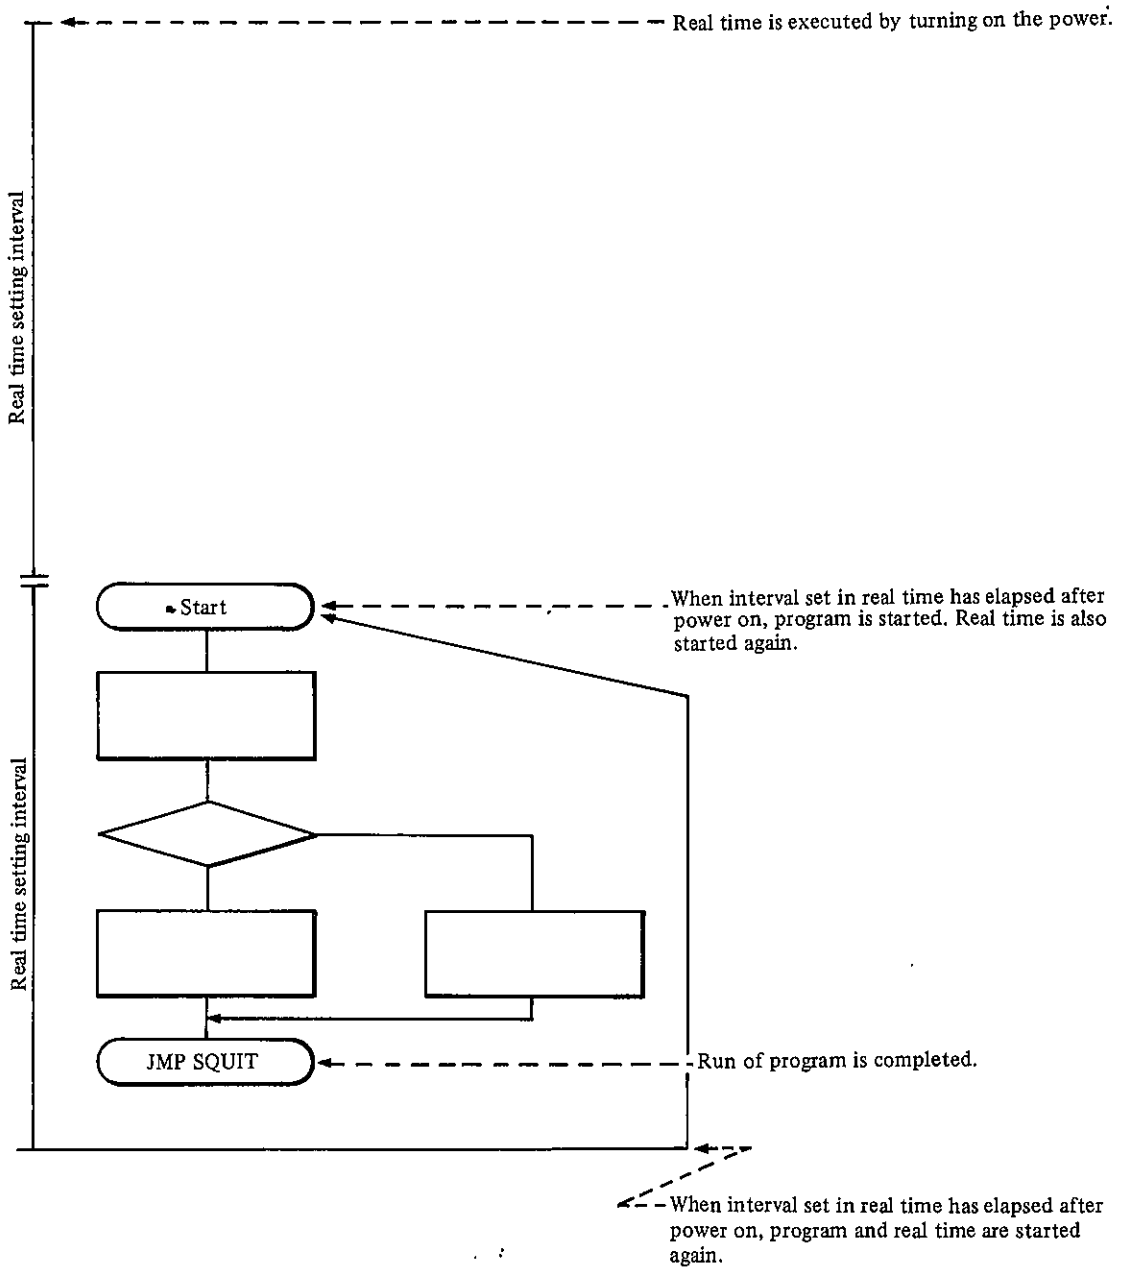 Real time is executed by turning on the power.
Real time setting interval
Start
When interval set in real time has elapsed after
power on, program is started. Real time is also
started again.
Real time setting interval
JMP SQUIT
Run of program is completed.
When interval set in real time has elapsed after
power on, program and real time are started
again.